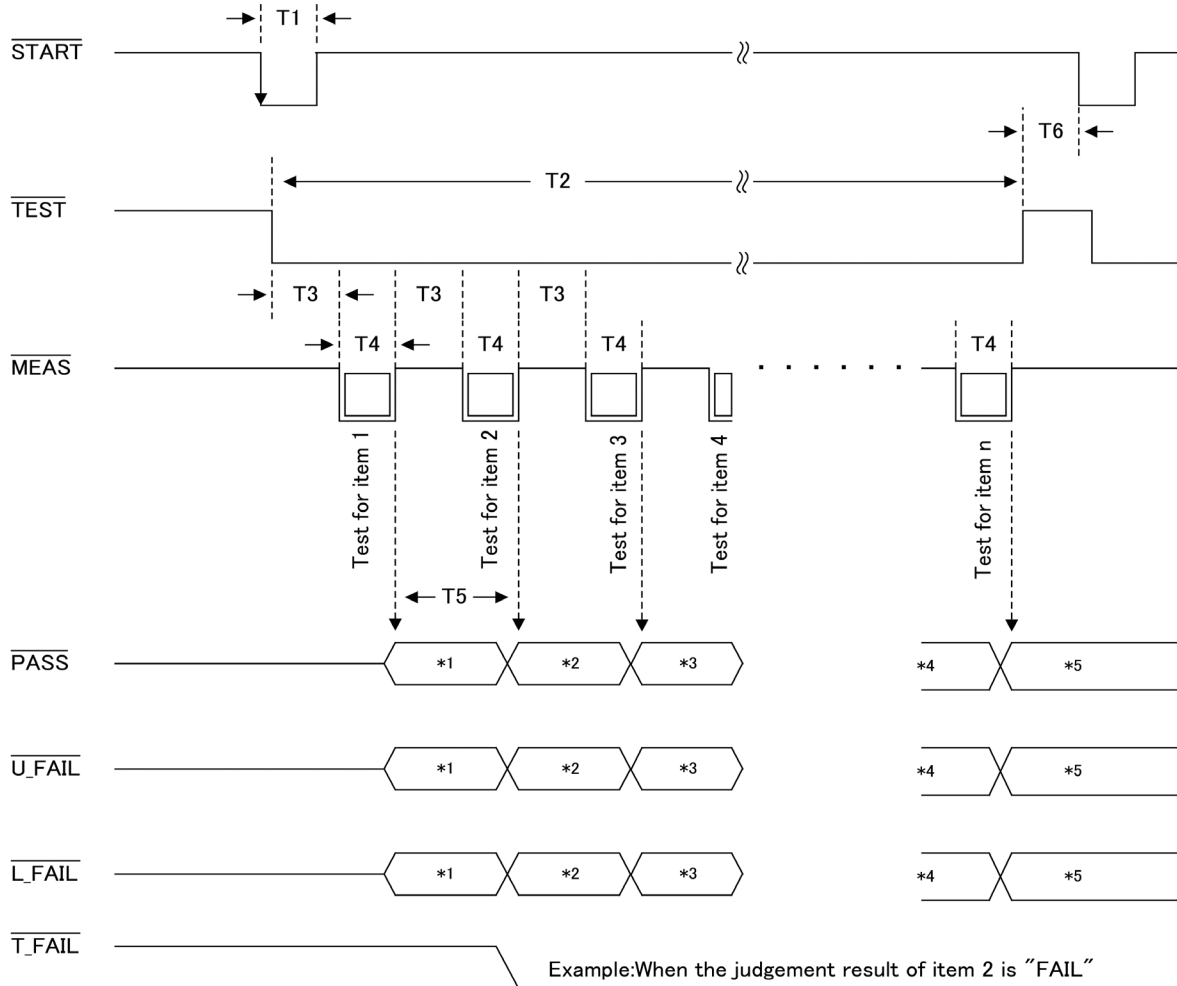 T1
START
T6
T2
TEST
T3 T3 T3
T4 T4 T4 T4
MEAS
Test for item 1
Test for item 2
Test for item 3
Test for item 4
Test for item n
T5
PASS *1 *2 *3 *4 *5
U_FAIL *1 *2 *3 *4 *5
L_FAIL *1 *2 *3 *4 *5
T_FAIL
Example:When the judgement result of item 2 is "FAIL"